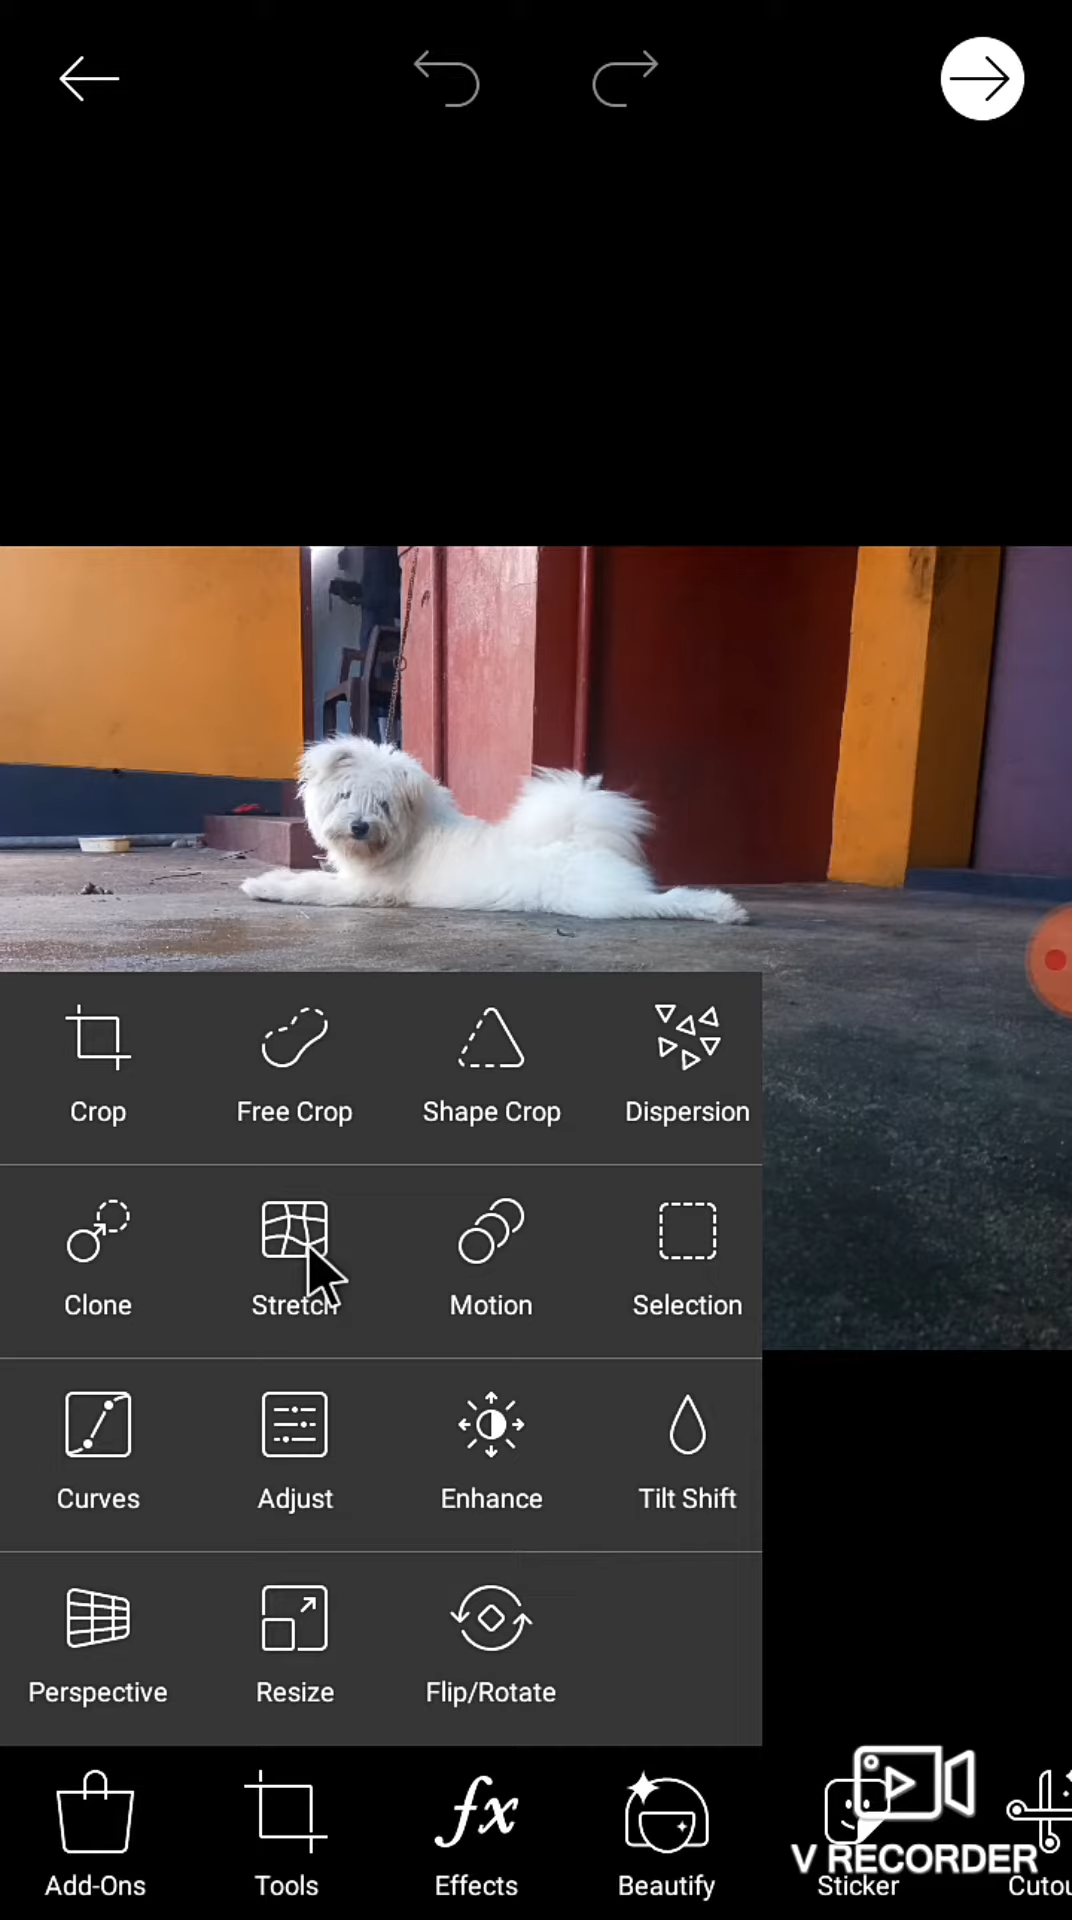 Crop Free Crop Shape Crop Dispersion
Clone Stretch Motion Selection
Curves Adjust Enhance Tilt Shift
Perspective Resize Flip/Rotate
V RECORDER
Add-Ons Tools Effects Beautify Sticker Cutou